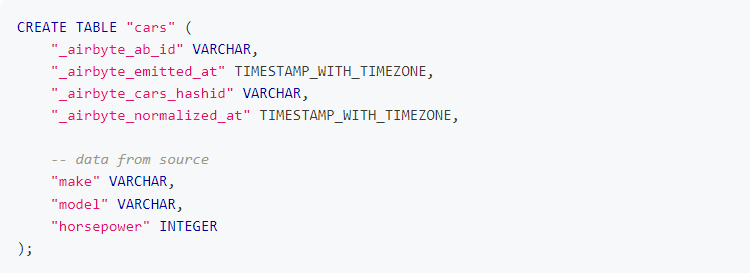 CREATE TABLE "cars" (
    "_airbyte_ab_id" VARCHAR,
    "_airbyte_emitted_at" TIMESTAMP_WITH_TIMEZONE,
    "_airbyte_cars_hashid" VARCHAR,
    "_airbyte_normalized_at" TIMESTAMP_WITH_TIMEZONE,
    -- data from source
    "make" VARCHAR,
    "model" VARCHAR,
    "horsepower" INTEGER
);